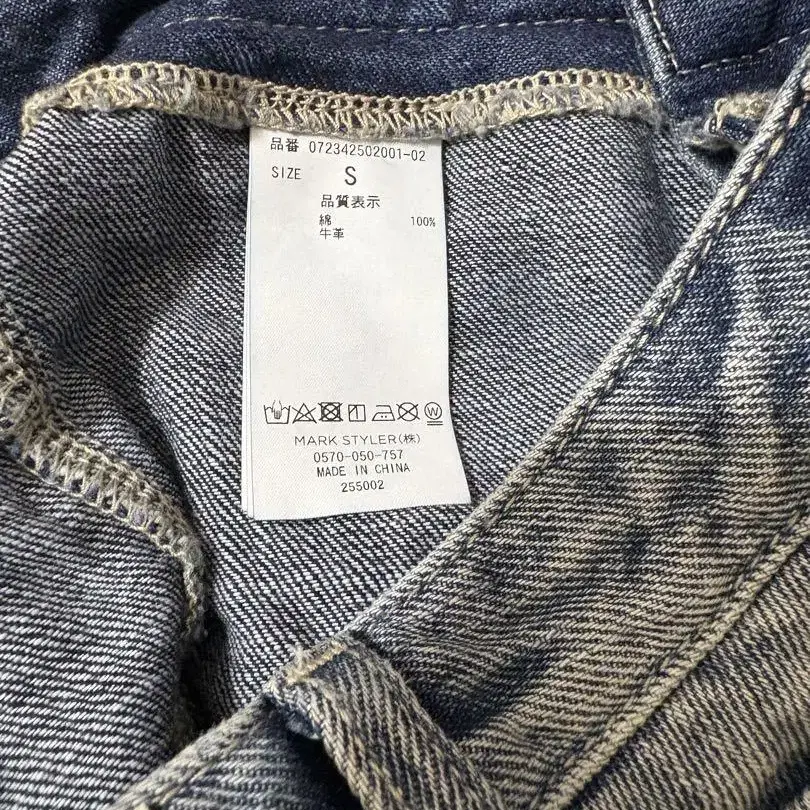 品番 072342502001-02
SIZE S
品質表示
綿 100%
牛革
MARK STYLER(株)
0570-050-757
MADE IN CHINA
255002